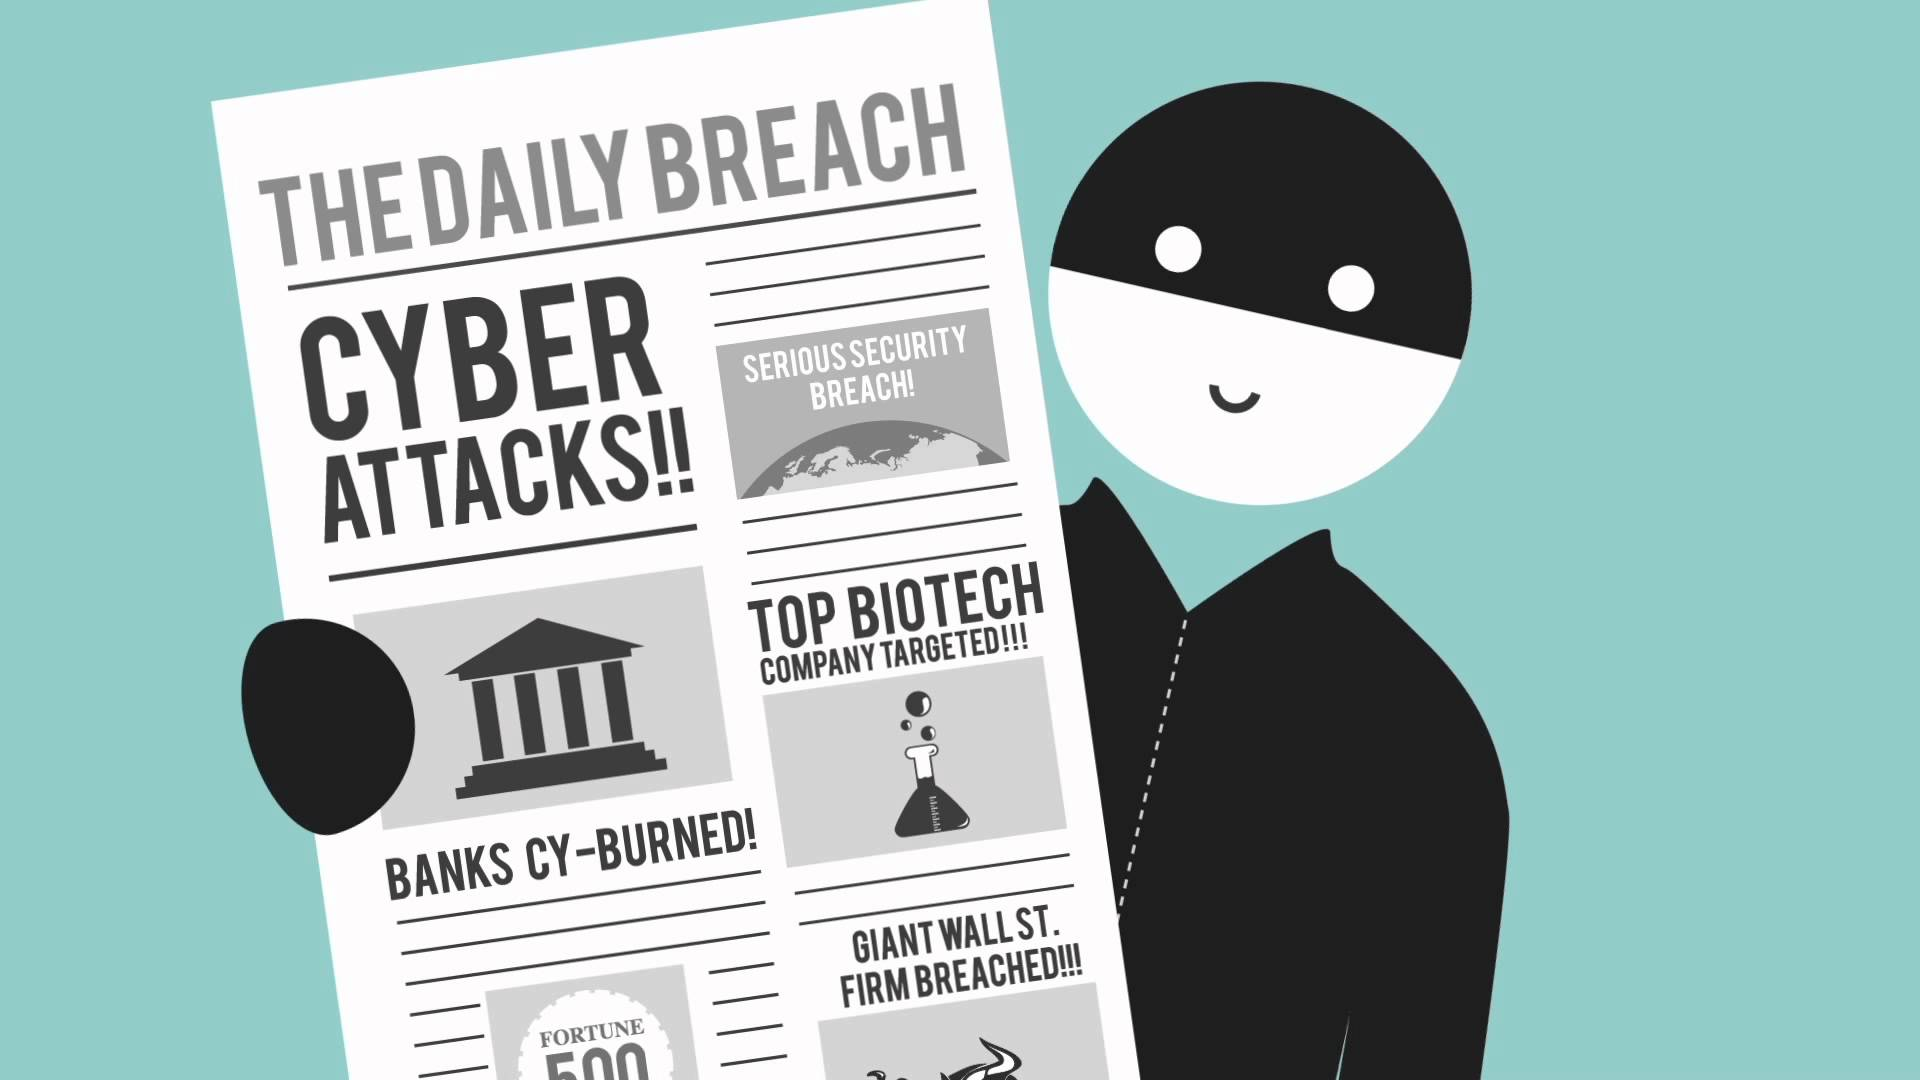 THE DAILY BREACH
CYBER
ATTACKS!!
SERIOUS SECURITY
BREACH!
TOP BIOTECH
COMPANY TARGETED!!!
BANKS CY-BURNED!
GIANT WALL ST.
FIRM BREACHED!!!
FORTUNE
500